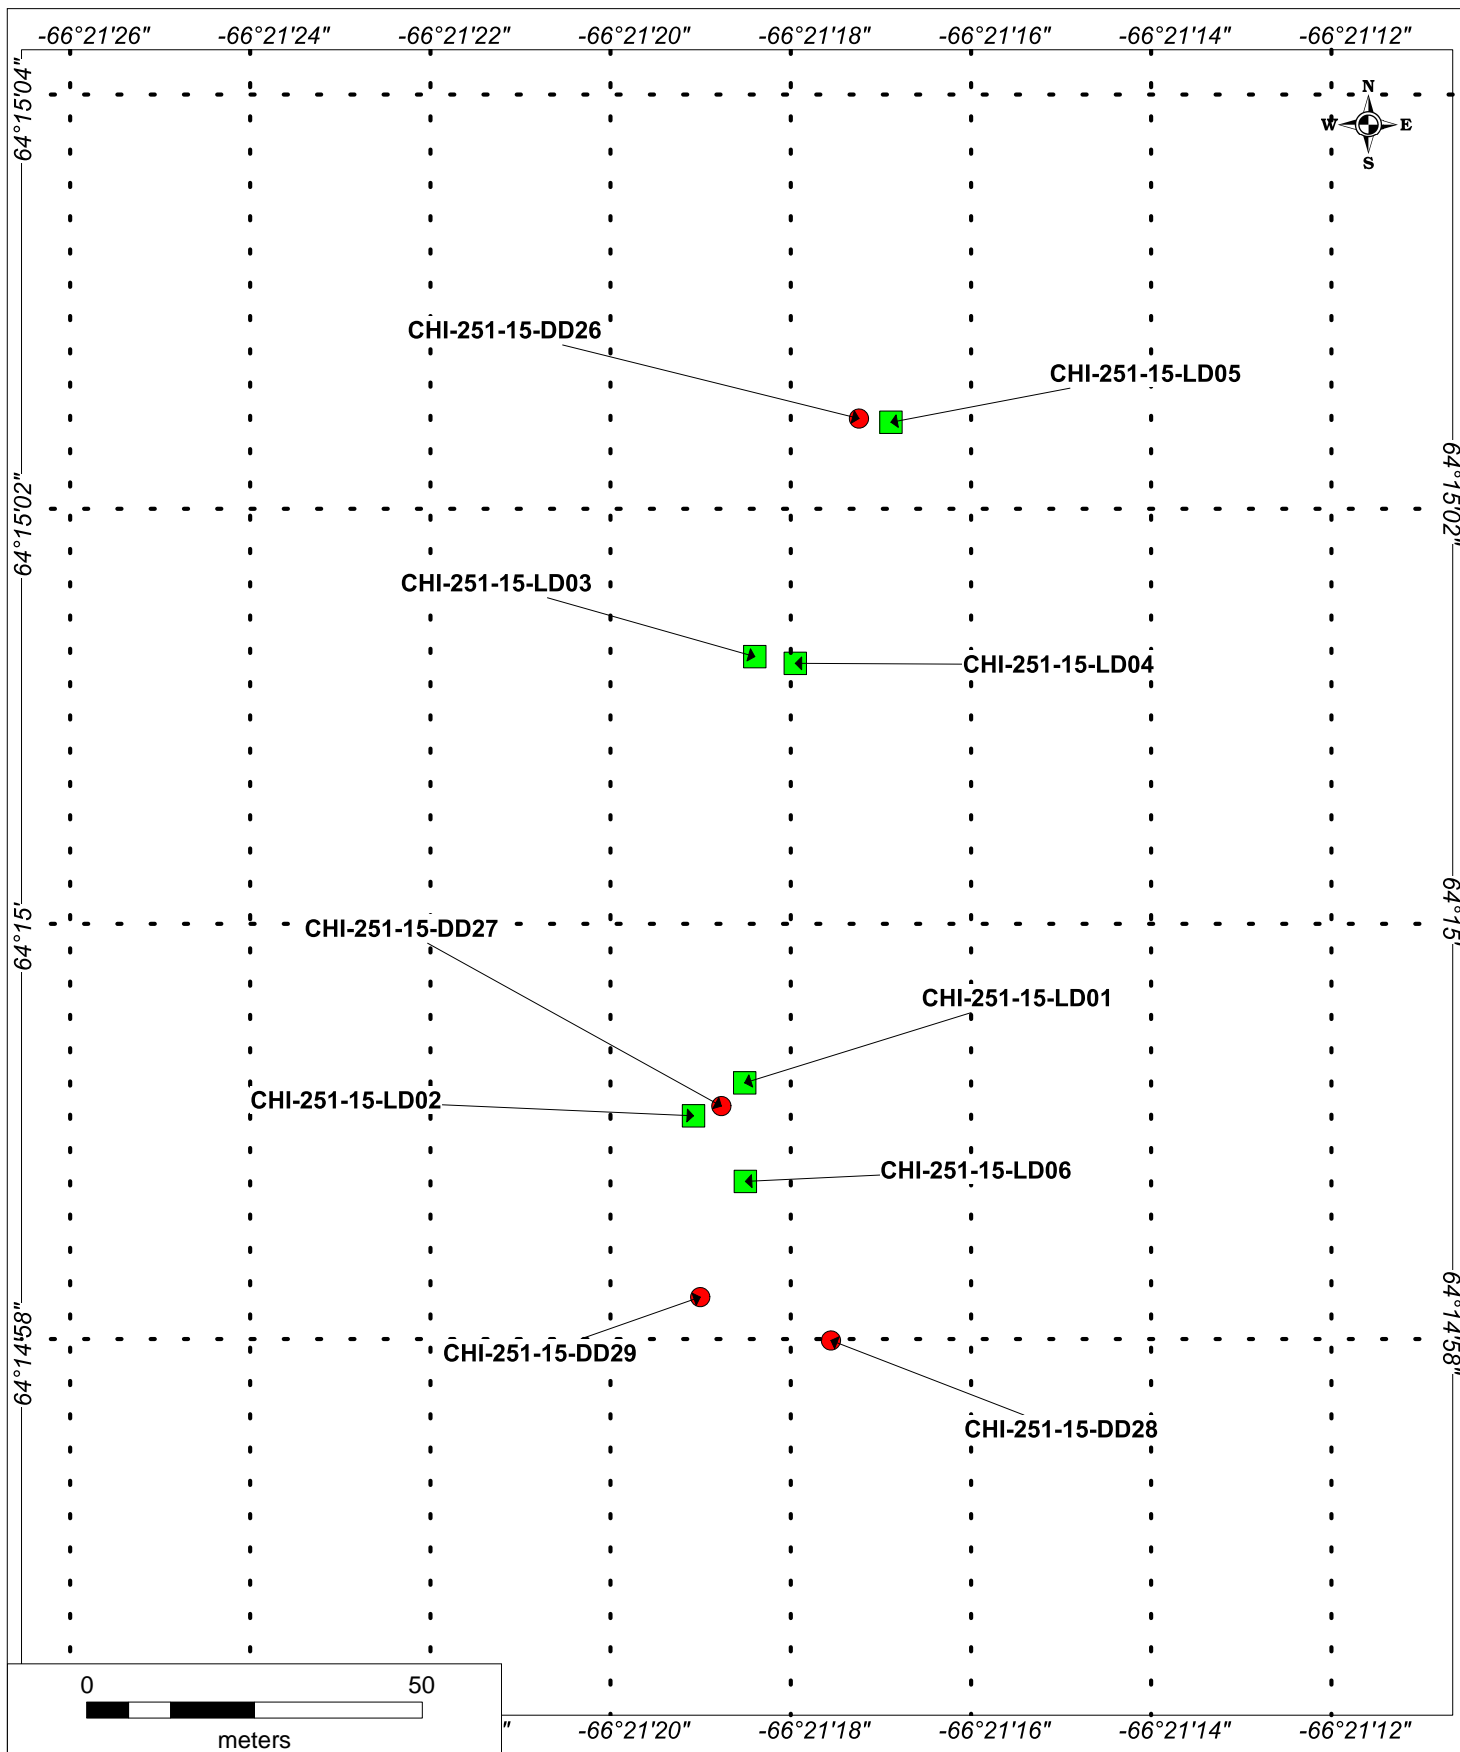 -66°21'26" -66°21'24" -66°21'22" -66°21'20" -66°21'18" -66°21'16" -66°21'14" -66°21'12"
64°15'04"
N
W E
S
CHI-251-15-DD26
CHI-251-15-LD05
64°15'02"
64°15'02"
CHI-251-15-LD03
CHI-251-15-LD04
64°15'
64°15'
CHI-251-15-DD27
CHI-251-15-LD01
CHI-251-15-LD02
CHI-251-15-LD06
64°14'58"
64°14'58"
CHI-251-15-DD29
CHI-251-15-DD28
0 50
meters
" -66°21'20" -66°21'18" -66°21'16" -66°21'14" -66°21'12"